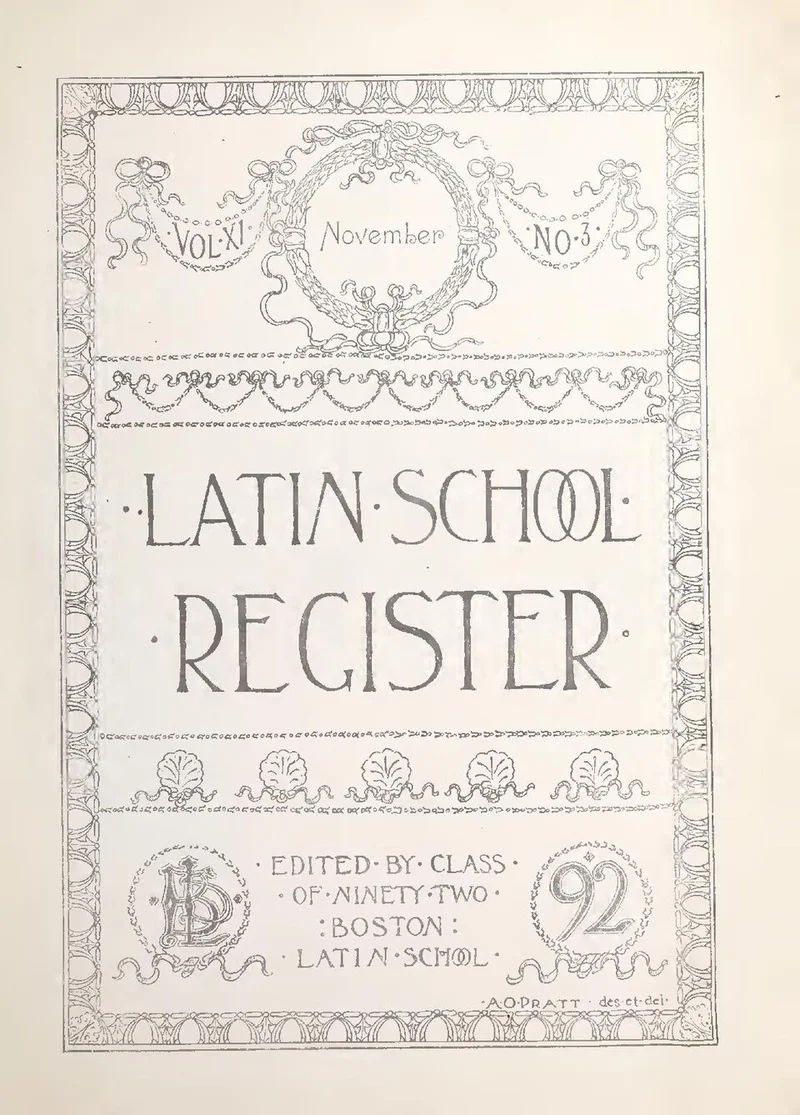 VOL·XI·
November
·NO·3·
··LATIN·SCHOOL·
·REGISTER·
BLS
·EDITED·BY·CLASS·
·OF·NINETY·TWO·
:BOSTON:
·LATIN·SCHOOL·
92
·A·O·PRATT· des·et·del·